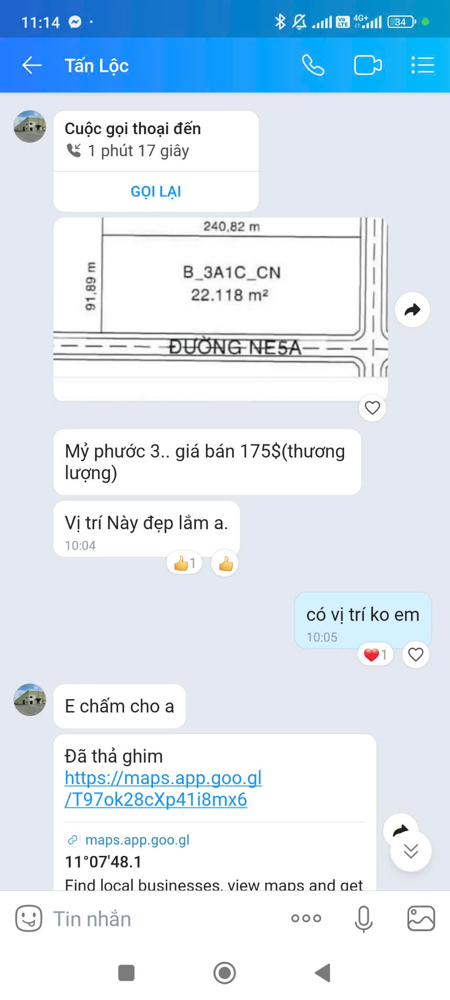 11:14
Vo LTE
4G+
34
Tấn Lộc
Cuộc gọi thoại đến
1 phút 17 giây
GỌI LẠI
240,82 m
91,89 m
B_3A1C_CN
22.118 m²
ĐƯỜNG NE5A
Mỷ phước 3.. giá bán 175$(thương
lượng)
Vị trí Này đẹp lắm a.
10:04
1
có vị trí ko em
10:05
1
E chấm cho a
Đã thả ghim
https://maps.app.goo.gl
/T97ok28cXp41i8mx6
maps.app.goo.gl
11°07'48.1
Find local businesses, view maps and get
Tin nhắn